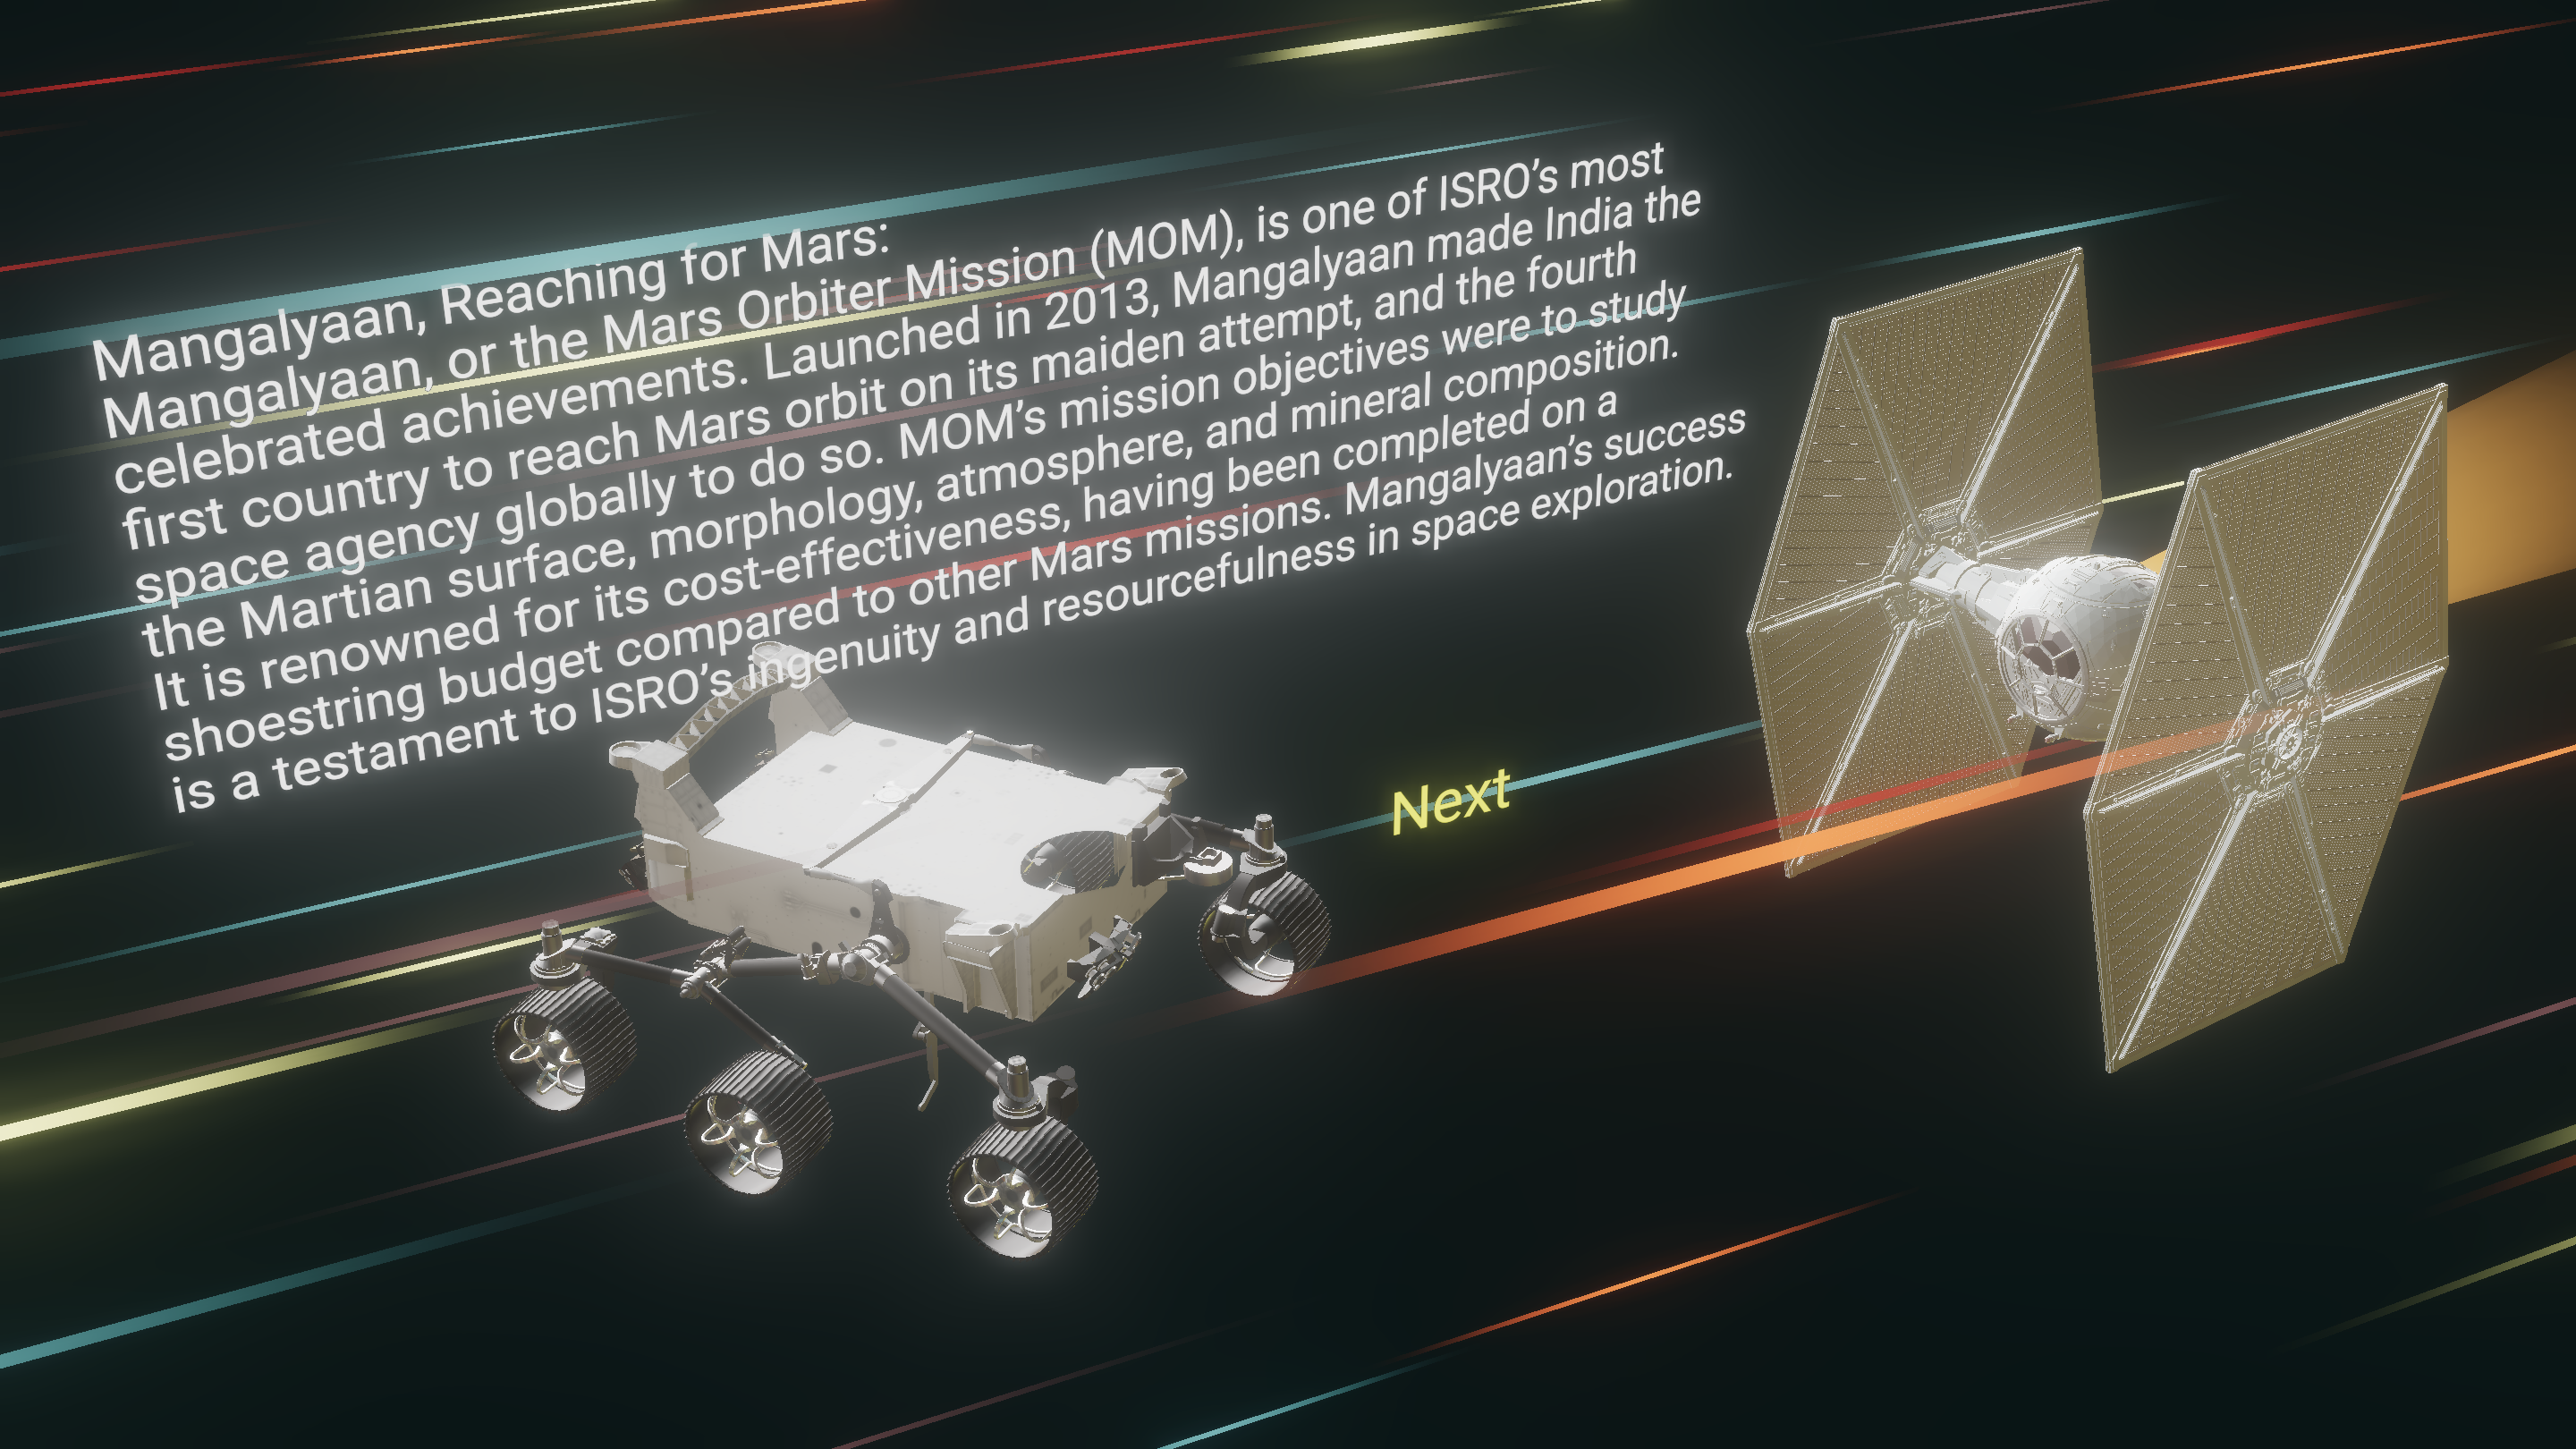 Mangalyaan, Reaching for Mars:
Mangalyaan, or the Mars Orbiter Mission (MOM), is one of ISRO’s most
celebrated achievements. Launched in 2013, Mangalyaan made India the
first country to reach Mars orbit on its maiden attempt, and the fourth
space agency globally to do so. MOM’s mission objectives were to study
the Martian surface, morphology, atmosphere, and mineral composition.
It is renowned for its cost-effectiveness, having been completed on a
shoestring budget compared to other Mars missions. Mangalyaan’s success
is a testament to ISRO’s ingenuity and resourcefulness in space exploration.
Next